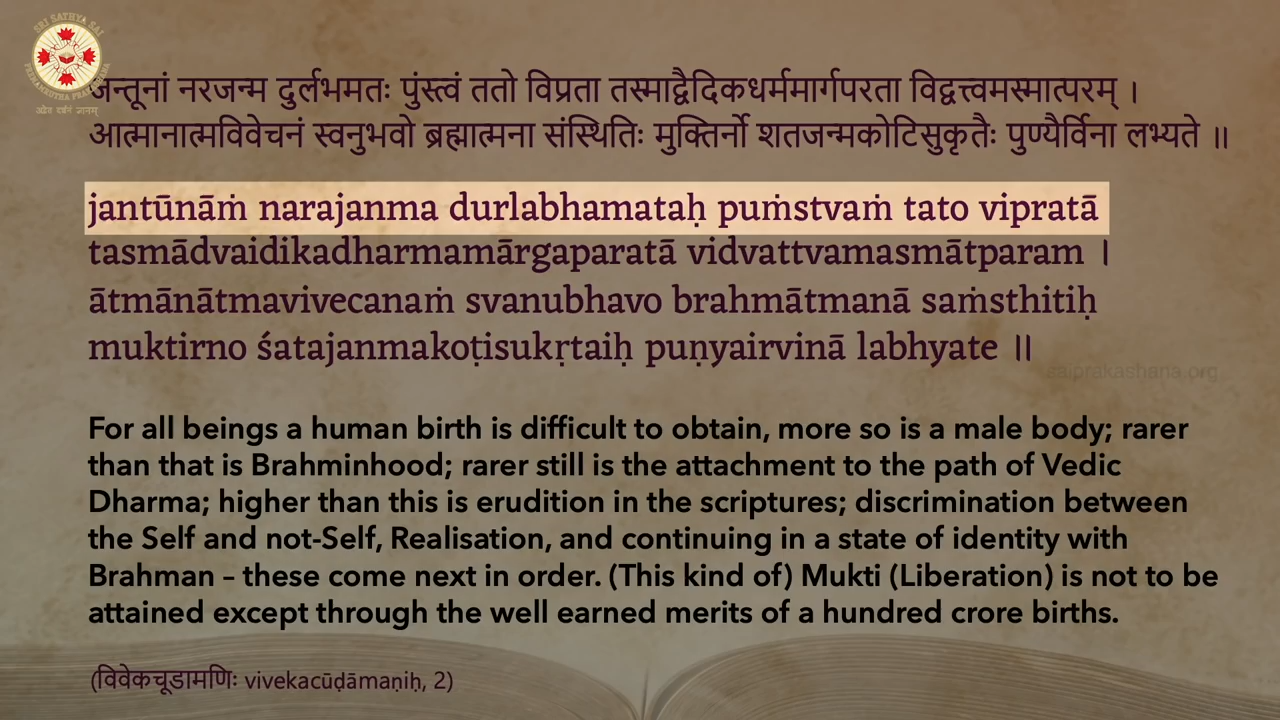 SRI SATHYA SAI
PREMAMRUTHA PRAKASHANA
जन्तूनां नरजन्म दुर्लभमतः पुंस्त्वं ततो विप्रता तस्माद्वैदिकधर्ममार्गपरता विद्वत्त्वमस्मात्परम् ।
आत्मानात्मविवेचनं स्वनुभवो ब्रह्मात्मना संस्थितिः मुक्तिर्नो शतजन्मकोटिसुकृतैः पुण्यैर्विना लभ्यते ॥
jantūnāṁ narajanma durlabhamataḥ puṁstvaṁ tato vipratā
tasmādvaidikadharmamārgaparatā vidvattvamasmātparam ।
ātmānātmavivecanaṁ svanubhavo brahmātmanā saṁsthitiḥ
muktirno śatajanmakoṭisukṛtaiḥ puṇyairvinā labhyate ॥
saiprakashana.org
For all beings a human birth is difficult to obtain, more so is a male body; rarer
than that is Brahminhood; rarer still is the attachment to the path of Vedic
Dharma; higher than this is erudition in the scriptures; discrimination between
the Self and not-Self, Realisation, and continuing in a state of identity with
Brahman – these come next in order. (This kind of) Mukti (Liberation) is not to be
attained except through the well earned merits of a hundred crore births.
(विवेकचूडामणिः vivekacūḍāmaṇiḥ, 2)